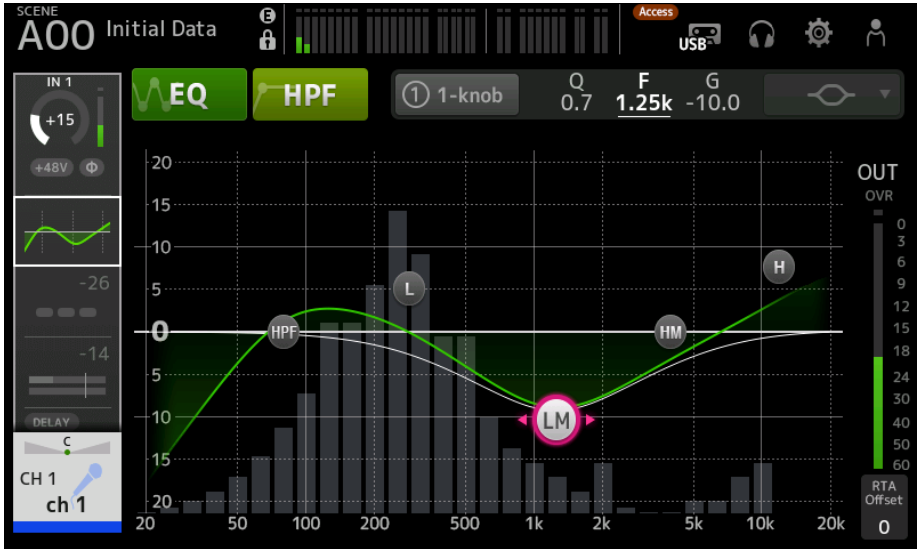 SCENE
A00 Initial Data
E
Access
USB
IN 1
+15
+48V Φ
-26
-14
DELAY
C
CH 1
ch 1
EQ
HPF
1 1-knob
Q F G
0.7 1.25k -10.0
20
15
10
5
0
5
10
15
20
20 50 100 200 500 1k 2k 5k 10k 20k
HPF
L
LM
HM
H
OUT
OVR
0
3
6
9
12
15
18
24
30
40
50
60
RTA
Offset
0